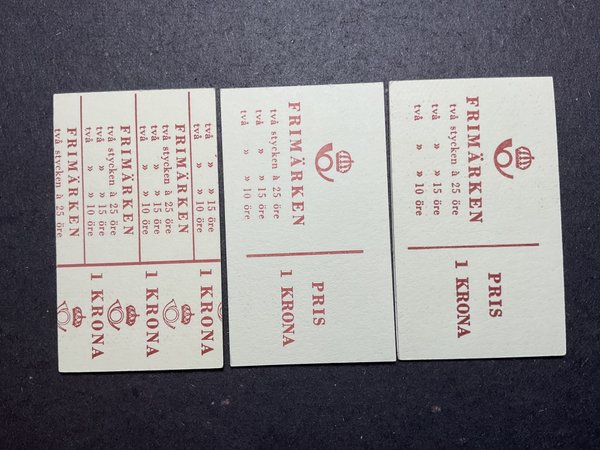 två » » 15 öre
två » » 10 öre
FRIMÄRKEN
två stycken à 25 öre
två » » 15 öre
två » » 10 öre
FRIMÄRKEN
två stycken à 25 öre
två » » 15 öre
två » » 10 öre
FRIMÄRKEN
två stycken à 25 öre
1 KRONA
1 KRONA
1 KRONA
FRIMÄRKEN
två stycken à 25 öre
två » » 15 öre
två » » 10 öre
PRIS
1 KRONA
FRIMÄRKEN
två stycken à 25 öre
två » » 15 öre
två » » 10 öre
PRIS
1 KRONA